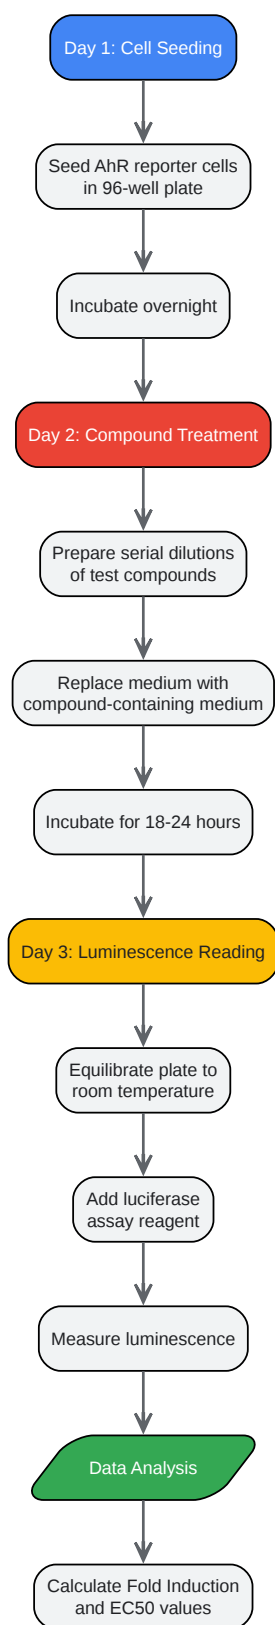 Day 1: Cell Seeding
Seed AhR reporter cells
in 96-well plate
Incubate overnight
Day 2: Compound Treatment
Prepare serial dilutions
of test compounds
Replace medium with
compound-containing medium
Incubate for 18-24 hours
Day 3: Luminescence Reading
Equilibrate plate to
room temperature
Add luciferase
assay reagent
Measure luminescence
Data Analysis
Calculate Fold Induction
and EC50 values